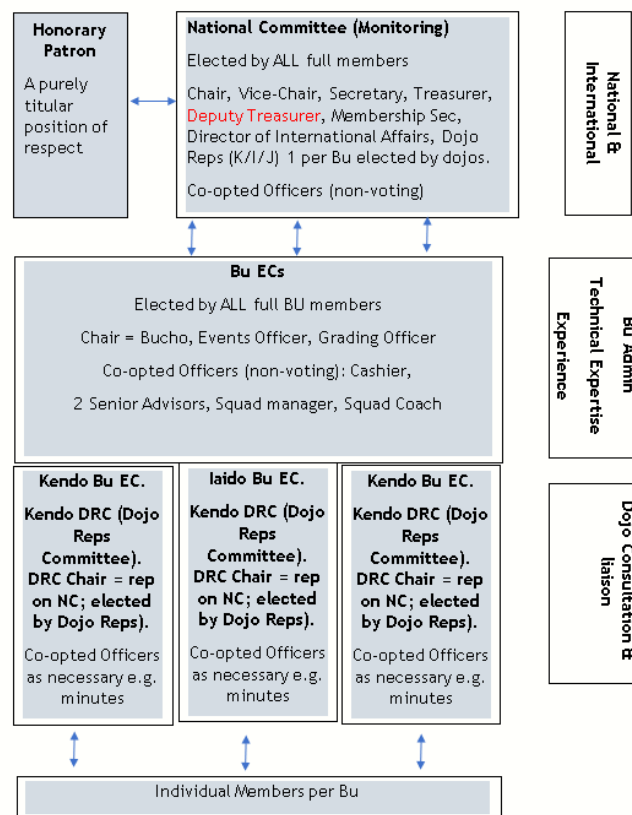 Honorary
Patron
A purely
titular
position of
respect
National Committee (Monitoring)
Elected by ALL full members
Chair, Vice-Chair, Secretary, Treasurer,
Deputy Treasurer, Membership Sec,
Director of International Affairs, Dojo
Reps (K/I/J) 1 per Bu elected by dojos.
Co-opted Officers (non-voting)
National &
International
Bu ECs
Elected by ALL full BU members
Chair = Bucho, Events Officer, Grading Officer
Co-opted Officers (non-voting): Cashier,
2 Senior Advisors, Squad manager, Squad Coach
Bu Admin
Technical Expertise
Experience
Kendo Bu EC.
Kendo DRC (Dojo
Reps
Committee).
DRC Chair = rep
on NC; elected
by Dojo Reps).
Co-opted Officers
as necessary e.g.
minutes
Iaido Bu EC.
Kendo DRC (Dojo
Reps
Committee).
DRC Chair = rep
on NC; elected
by Dojo Reps).
Co-opted Officers
as necessary e.g.
minutes
Kendo Bu EC.
Kendo DRC (Dojo
Reps
Committee).
DRC Chair = rep
on NC; elected
by Dojo Reps).
Co-opted Officers
as necessary e.g.
minutes
Dojo Consultation &
liaison
Individual Members per Bu